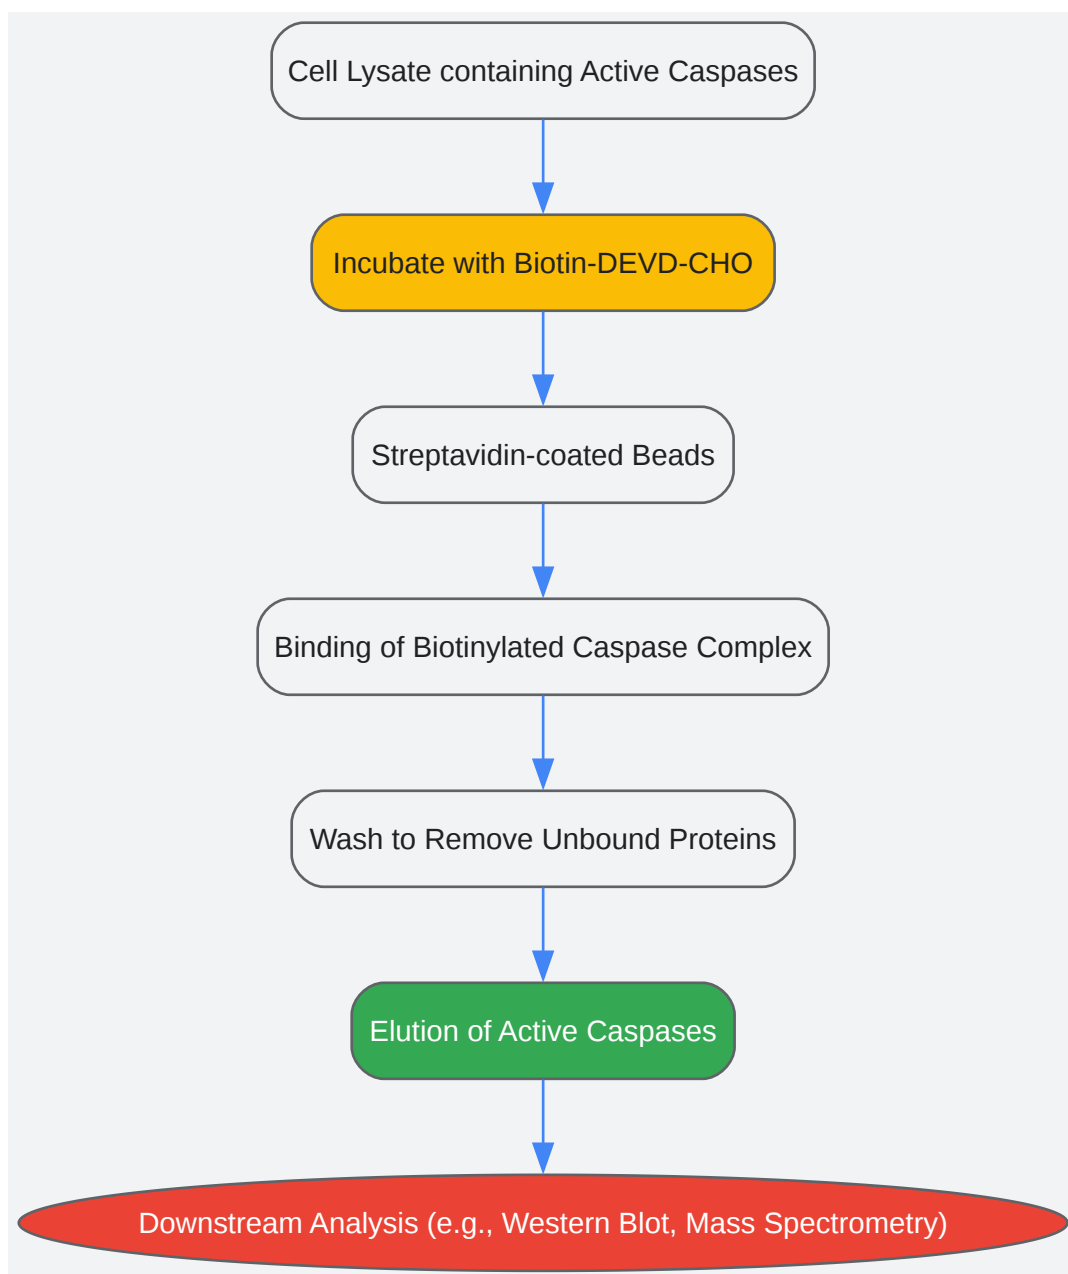 Cell Lysate containing Active Caspases
Incubate with Biotin-DEVD-CHO
Streptavidin-coated Beads
Binding of Biotinylated Caspase Complex
Wash to Remove Unbound Proteins
Elution of Active Caspases
Downstream Analysis (e.g., Western Blot, Mass Spectrometry)